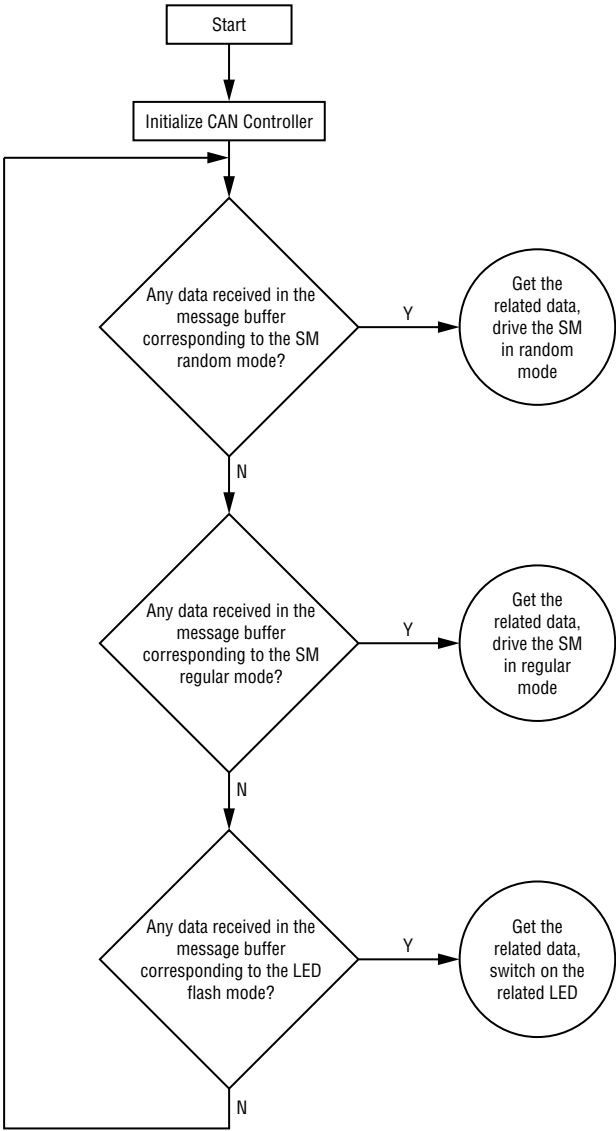 Start
Initialize CAN Controller
Any data received in the
message buffer
corresponding to the SM
random mode?
Y
Get the
related data,
drive the SM
in random
mode
N
Any data received in the
message buffer
corresponding to the SM
regular mode?
Y
Get the
related data,
drive the SM
in regular
mode
N
Any data received in the
message buffer
corresponding to the LED
flash mode?
Y
Get the
related data,
switch on the
related LED
N